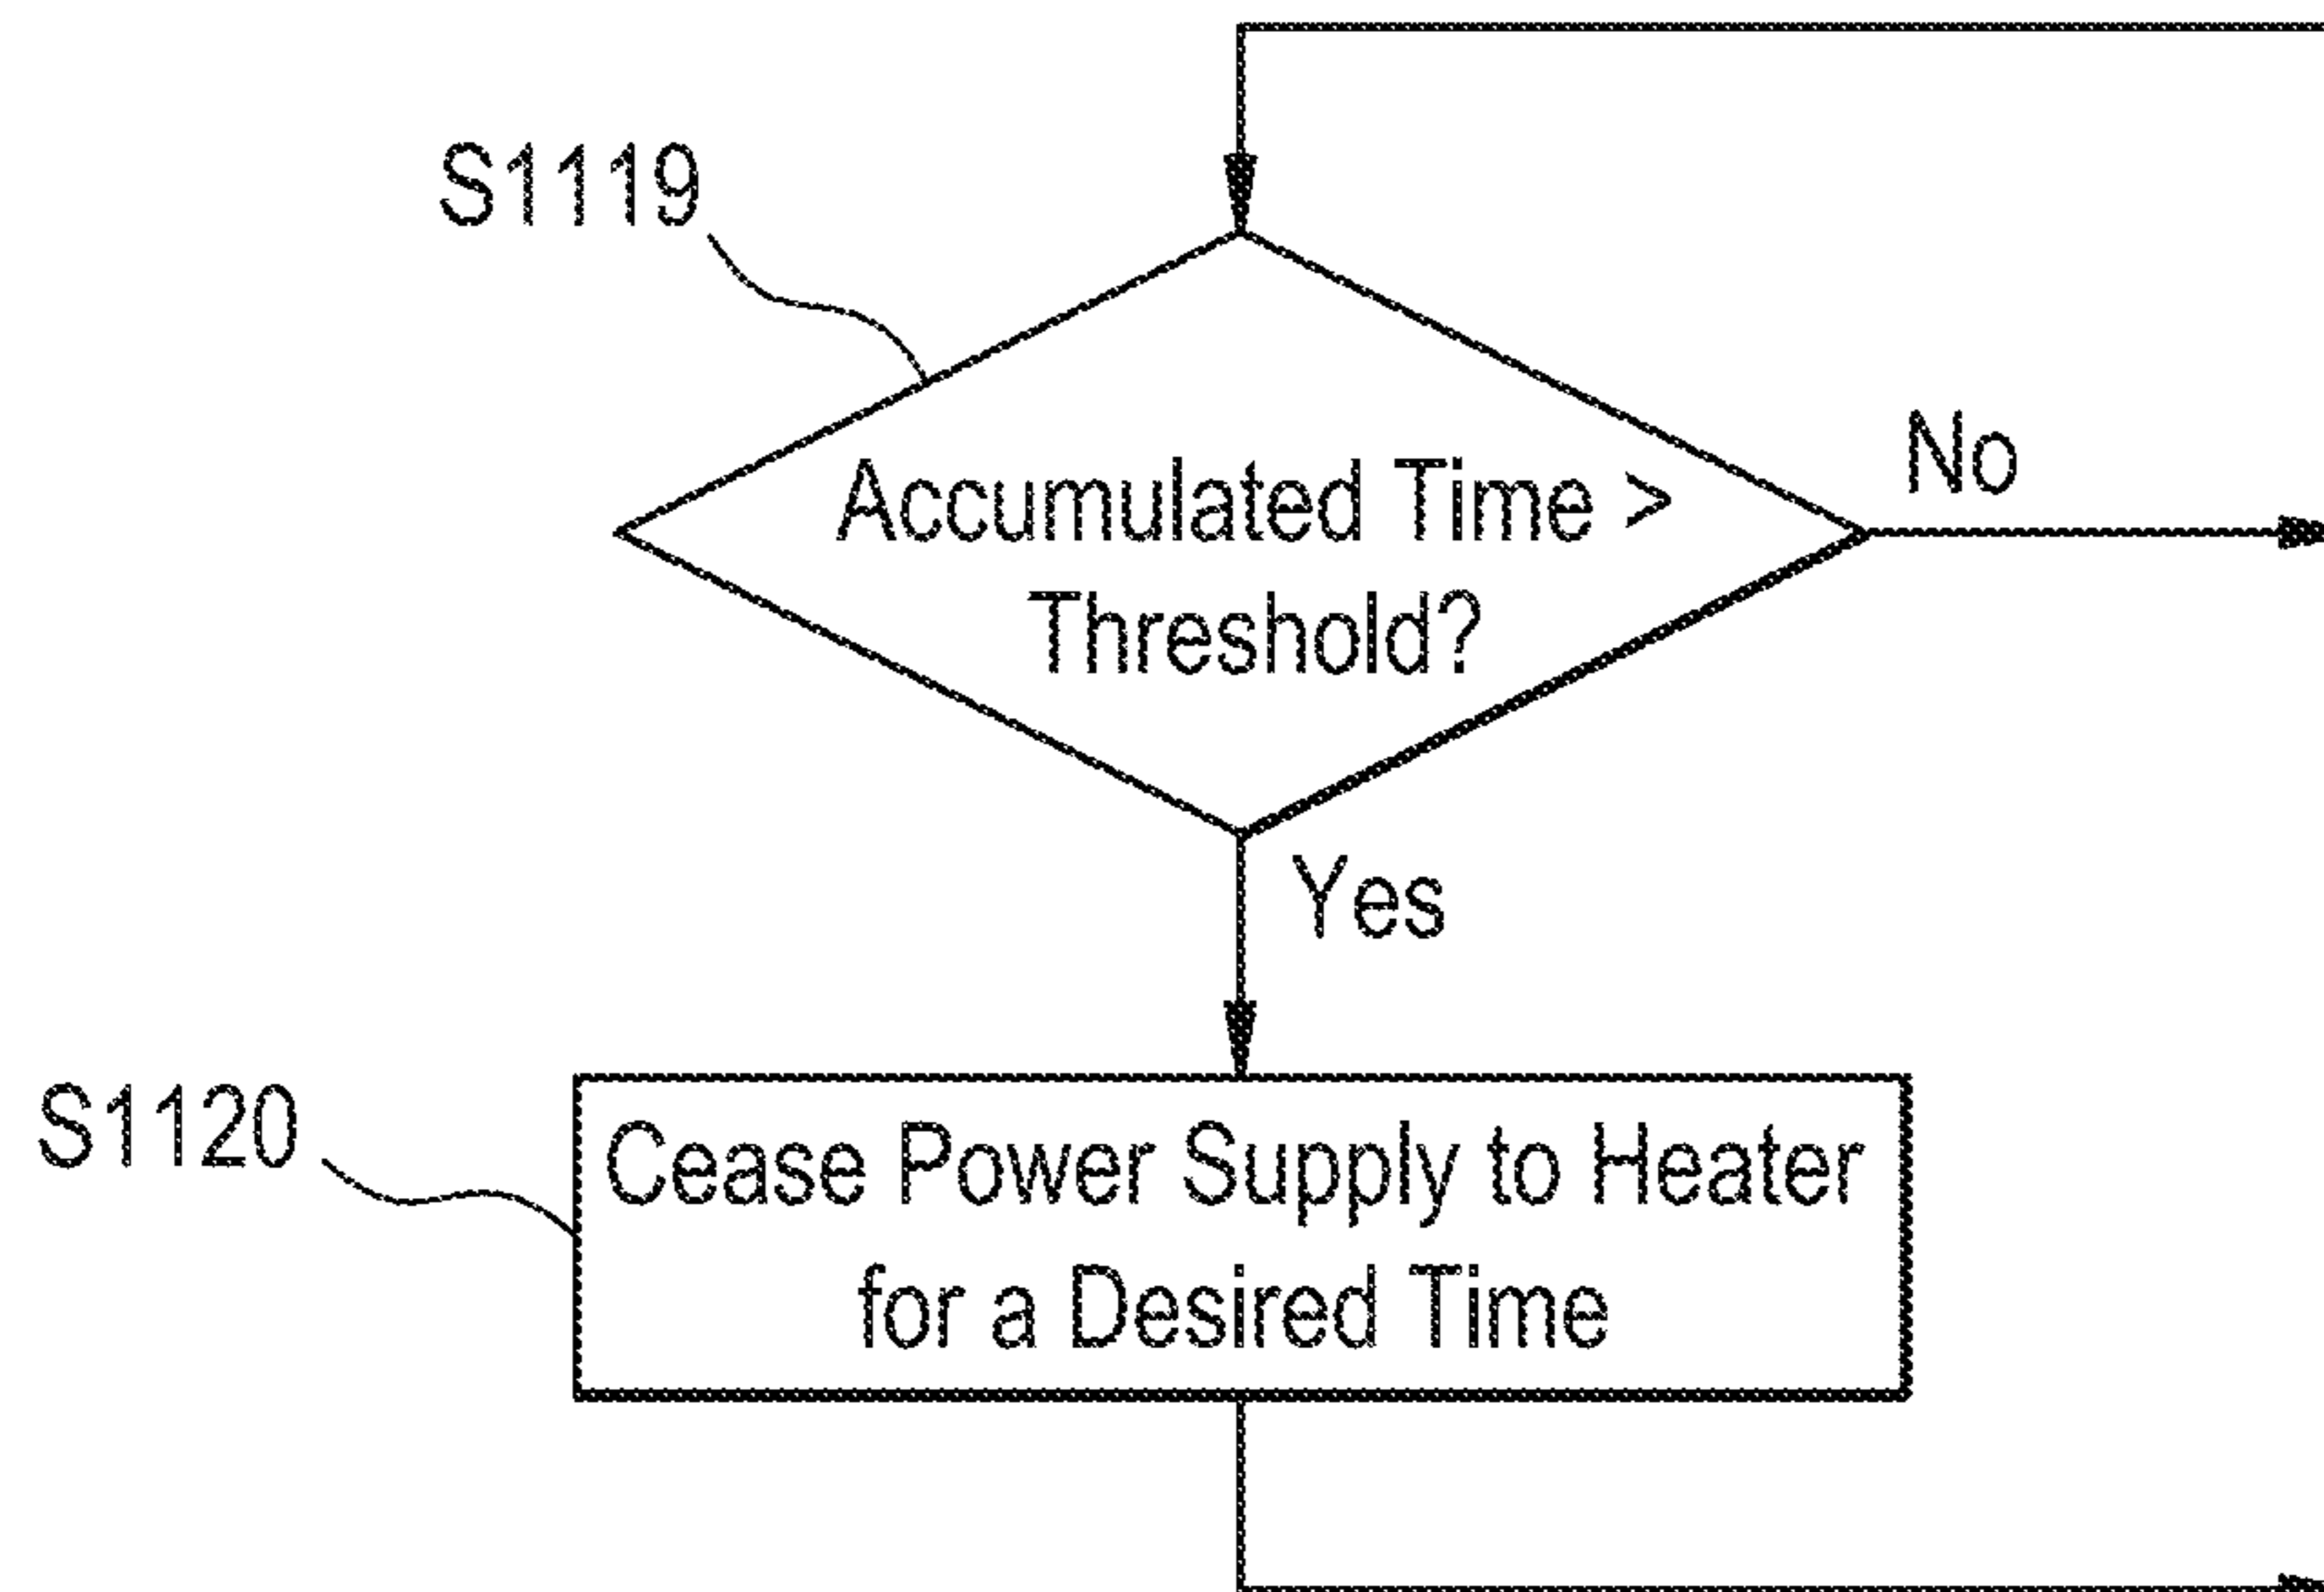 S1119
Accumulated Time >
Threshold?
No
Yes
S1120
Cease Power Supply to Heater
for a Desired Time